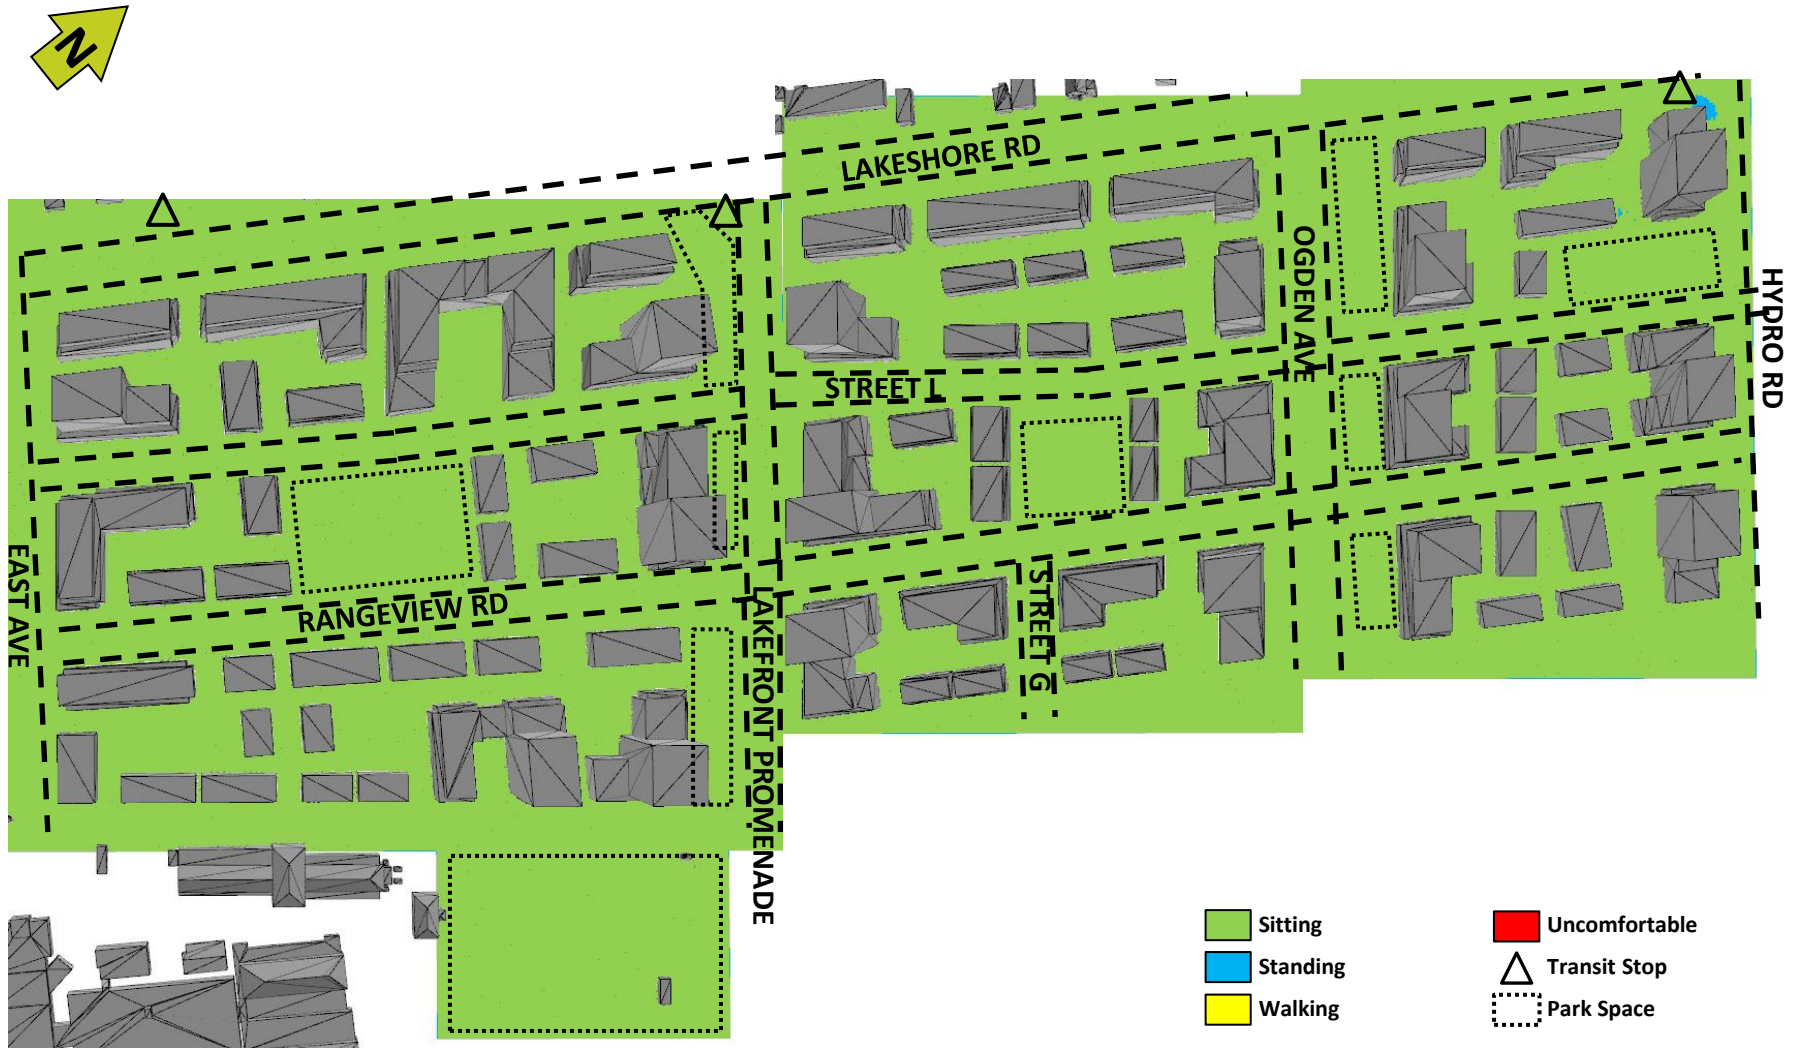 N
LAKESHORE RD
OGDEN AVE
HYDRO RD
STREET L
EAST AVE
RANGEVIEW RD
LAKEFRONT PROMENADE
STREET G
Sitting
Standing
Walking
Uncomfortable
Transit Stop
Park Space